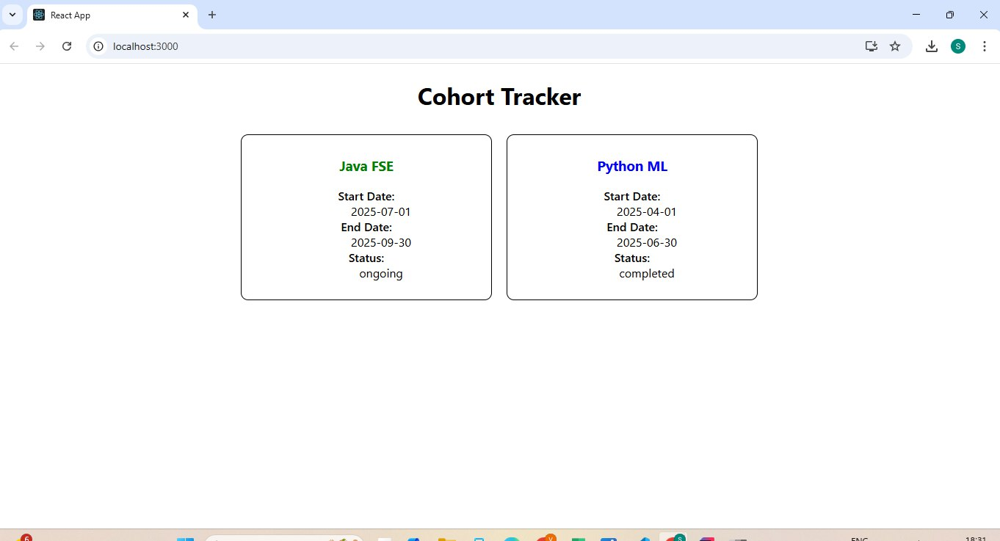 React App
localhost:3000
S
Cohort Tracker
Java FSE
Start Date:
2025-07-01
End Date:
2025-09-30
Status:
ongoing
Python ML
Start Date:
2025-04-01
End Date:
2025-06-30
Status:
completed
6
V
S
ENG
18:31